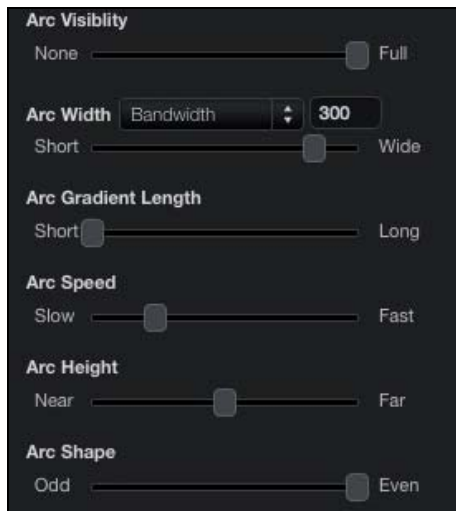 Arc Visiblity
None Full
Arc Width Bandwidth 300
Short Wide
Arc Gradient Length
Short Long
Arc Speed
Slow Fast
Arc Height
Near Far
Arc Shape
Odd Even